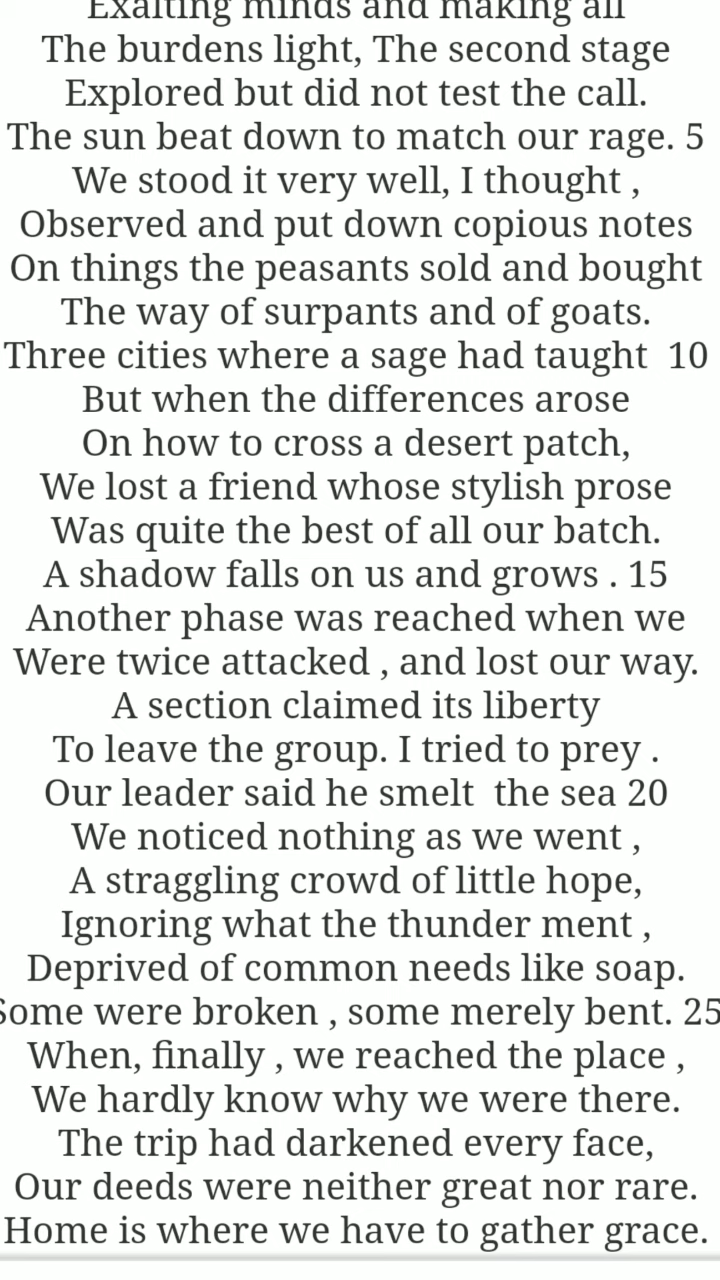 Exalting minds and making all
The burdens light, The second stage
Explored but did not test the call.
The sun beat down to match our rage. 5
We stood it very well, I thought ,
Observed and put down copious notes
On things the peasants sold and bought
The way of surpants and of goats.
Three cities where a sage had taught  10
But when the differences arose
On how to cross a desert patch,
We lost a friend whose stylish prose
Was quite the best of all our batch.
A shadow falls on us and grows . 15
Another phase was reached when we
Were twice attacked , and lost our way.
A section claimed its liberty
To leave the group. I tried to prey .
Our leader said he smelt  the sea 20
We noticed nothing as we went ,
A straggling crowd of little hope,
Ignoring what the thunder ment ,
Deprived of common needs like soap.
Some were broken , some merely bent. 25
When, finally , we reached the place ,
We hardly know why we were there.
The trip had darkened every face,
Our deeds were neither great nor rare.
Home is where we have to gather grace.